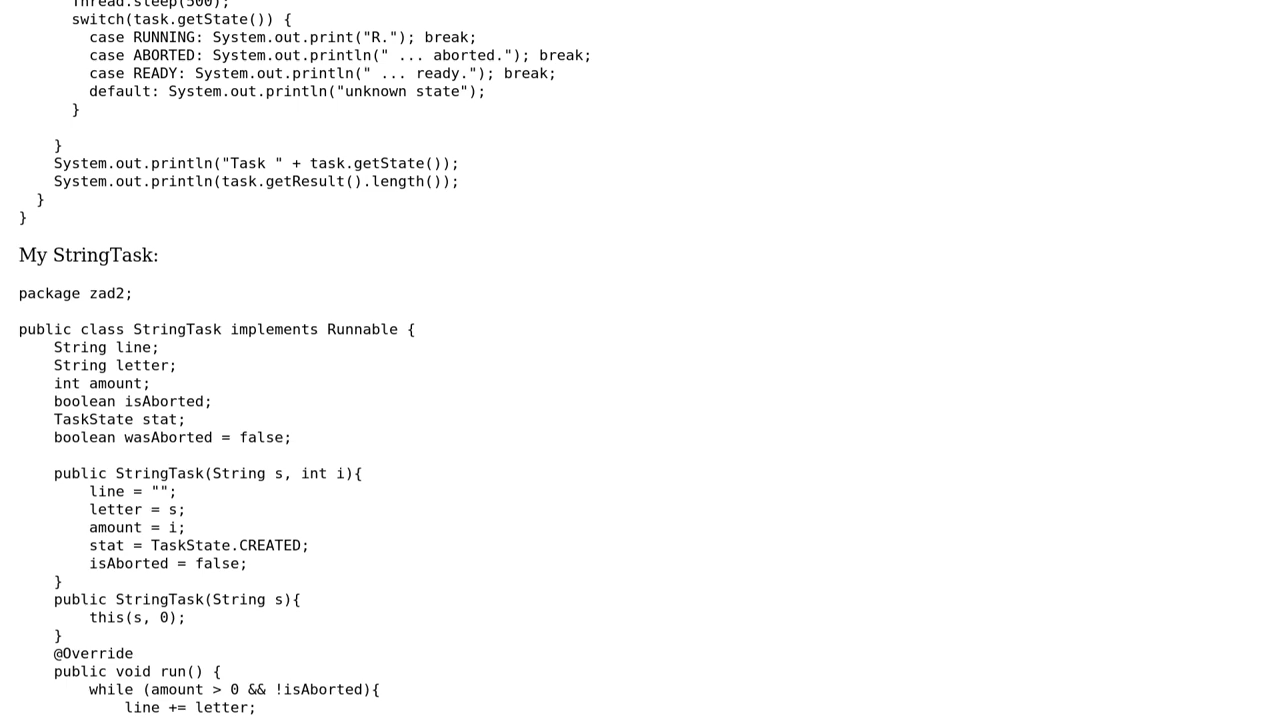 Thread.sleep(500);
switch(task.getState()) {
case RUNNING: System.out.print("R."); break;
case ABORTED: System.out.println(" ... aborted."); break;
case READY: System.out.println(" ... ready."); break;
default: System.out.println("unknown state");
}
}
System.out.println("Task " + task.getState());
System.out.println(task.getResult().length());
}
}
My StringTask:
package zad2;
public class StringTask implements Runnable {
String line;
String letter;
int amount;
boolean isAborted;
TaskState stat;
boolean wasAborted = false;
public StringTask(String s, int i){
line = "";
letter = s;
amount = i;
stat = TaskState.CREATED;
isAborted = false;
}
public StringTask(String s){
this(s, 0);
}
@Override
public void run() {
while (amount > 0 && !isAborted){
line += letter;